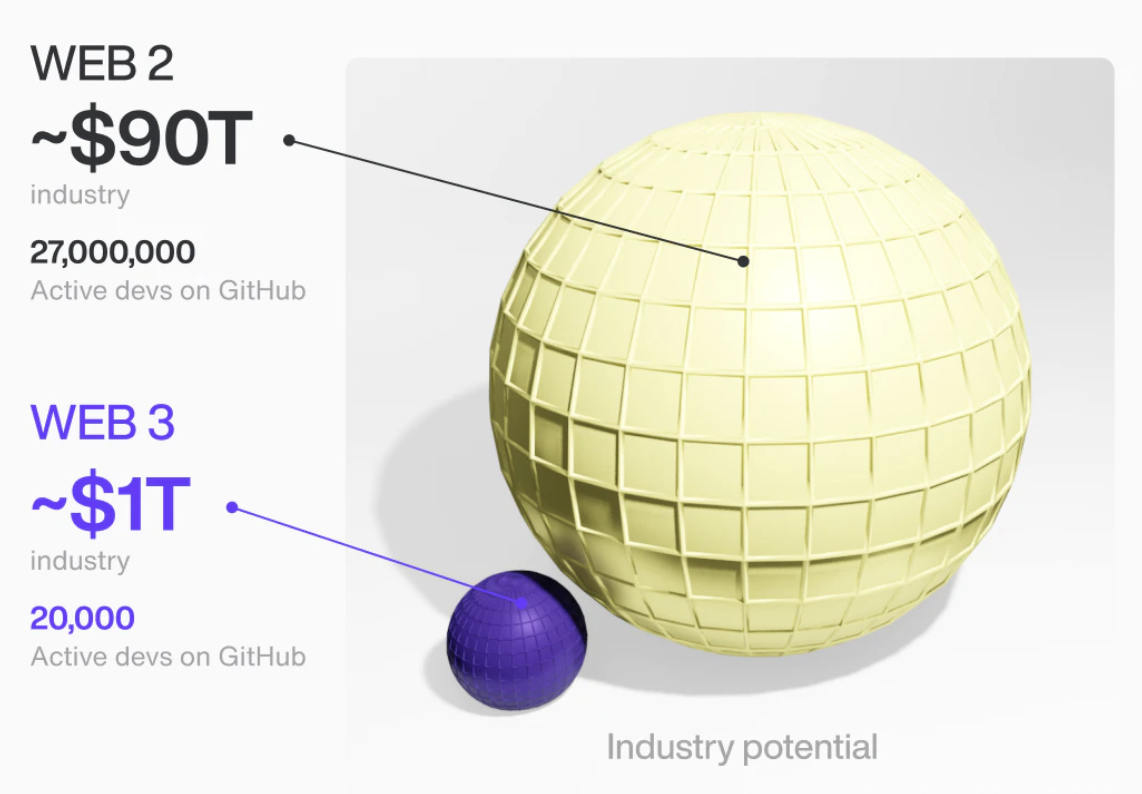 WEB 2
~$90T
industry
27,000,000
Active devs on GitHub
WEB 3
~$1T
industry
20,000
Active devs on GitHub
Industry potential